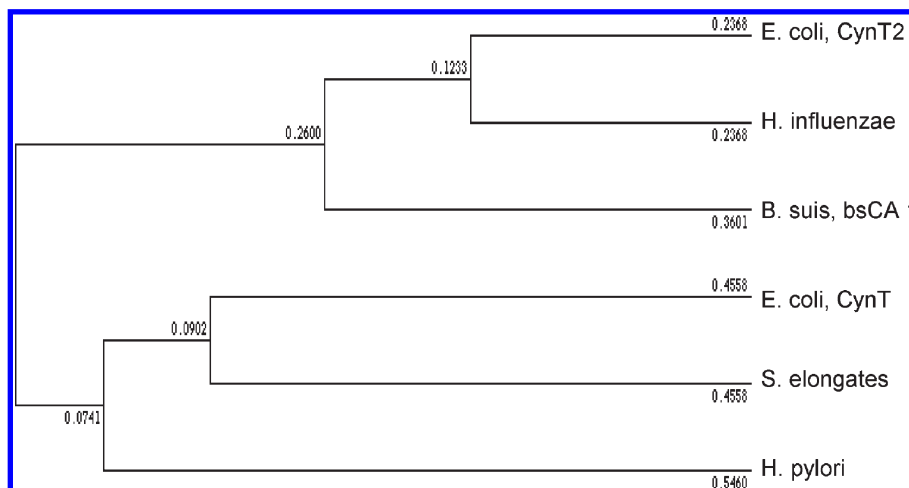 0.2368 E. coli, CynT2
0.1233
0.2368 H. influenzae
0.2600
0.3601 B. suis, bsCA
0.4558 E. coli, CynT
0.0902
0.4558 S. elongates
0.0741
0.5460 H. pylori